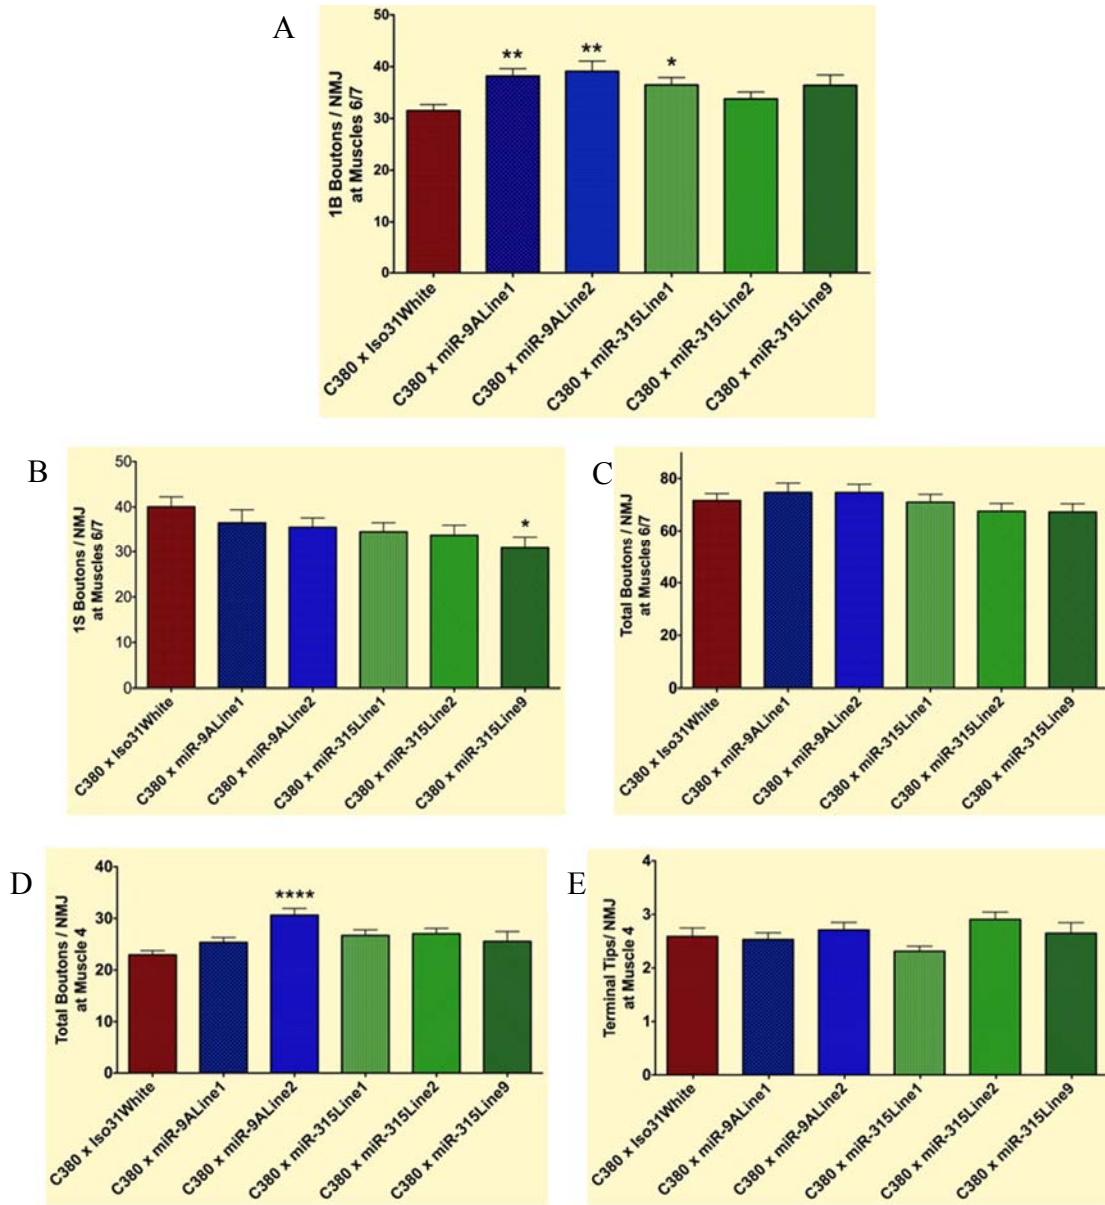 A
50
40
30
20
10
0
1B Boutons / NMJ
at Muscles 6/7
** ** *
C380 x Iso31White
C380 x miR-9ALine1
C380 x miR-9ALine2
C380 x miR-315Line1
C380 x miR-315Line2
C380 x miR-315Line9
B
50
40
30
20
10
0
1S Boutons / NMJ
at Muscles 6/7
*
C380 x Iso31White
C380 x miR-9ALine1
C380 x miR-9ALine2
C380 x miR-315Line1
C380 x miR-315Line2
C380 x miR-315Line9
C
80
60
40
20
0
Total Boutons / NMJ
at Muscles 6/7
C380 x Iso31White
C380 x miR-9ALine1
C380 x miR-9ALine2
C380 x miR-315Line1
C380 x miR-315Line2
C380 x miR-315Line9
D
40
30
20
10
0
Total Boutons / NMJ
at Muscle 4
****
C380 x Iso31White
C380 x miR-9ALine1
C380 x miR-9ALine2
C380 x miR-315Line1
C380 x miR-315Line2
C380 x miR-315Line9
E
4
3
2
1
0
Terminal Tips/ NMJ
at Muscle 4
C380 x Iso31White
C380 x miR-9ALine1
C380 x miR-9ALine2
C380 x miR-315Line1
C380 x miR-315Line2
C380 x miR-315Line9